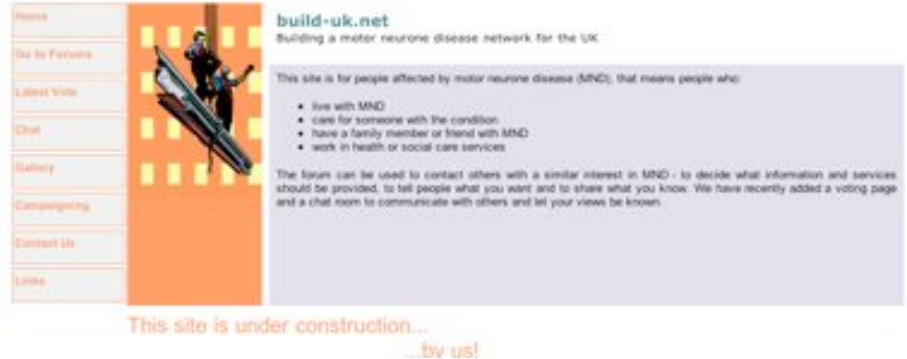 Home
Go to Forums
Latest Vote
Chat
Gallery
Campaigning
Contact Us
Links
build-uk.net
Building a motor neurone disease network for the UK
This site is for people affected by motor neurone disease (MND), that means people who:
• live with MND
• care for someone with the condition
• have a family member or friend with MND
• work in health or social care services
The forum can be used to contact others with a similar interest in MND - to decide what information and services
should be provided, to tell people what you want and to share what you know. We have recently added a voting page
and a chat room to communicate with others and let your views be known.
This site is under construction...
...by us!